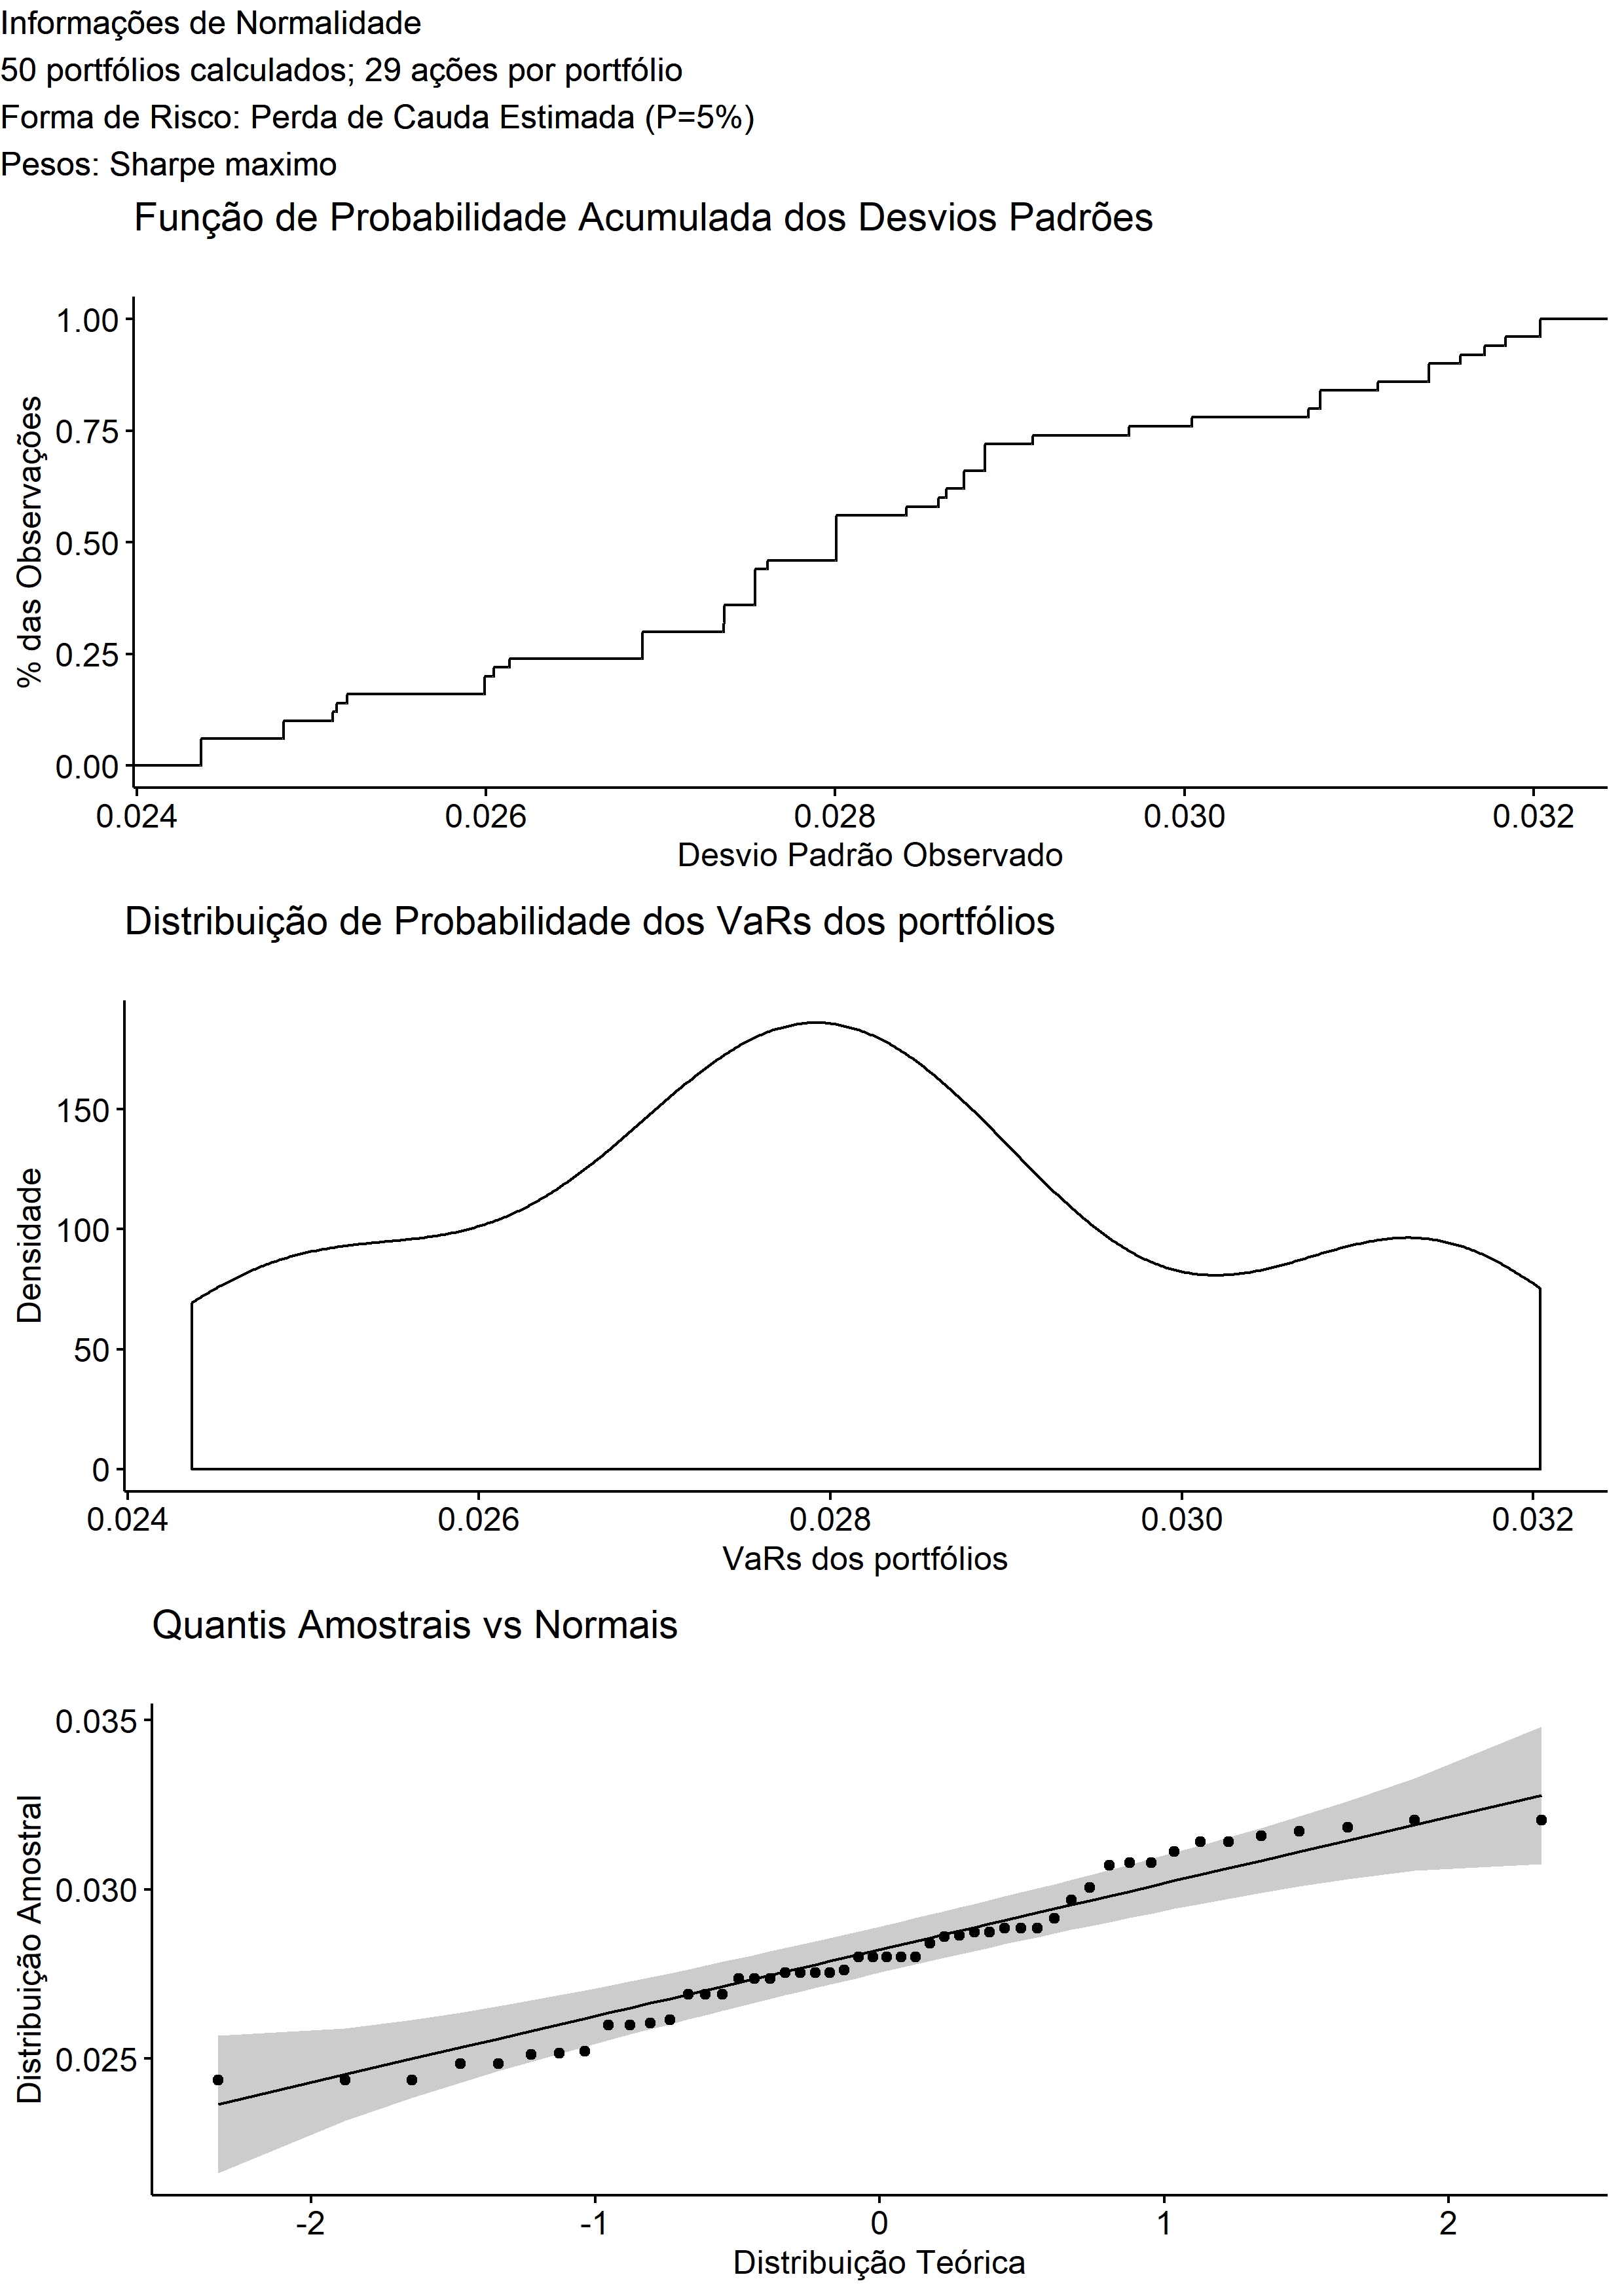 Informações de Normalidade
50 portfólios calculados; 29 ações por portfólio
Forma de Risco: Perda de Cauda Estimada (P=5%)
Pesos: Sharpe maximo
Função de Probabilidade Acumulada dos Desvios Padrões
% das Observações
1.00
0.75
0.50
0.25
0.00
0.024 0.026 0.028 0.030 0.032
Desvio Padrão Observado
Distribuição de Probabilidade dos VaRs dos portfólios
Densidade
150
100
50
0
0.024 0.026 0.028 0.030 0.032
VaRs dos portfólios
Quantis Amostrais vs Normais
Distribuição Amostral
0.035
0.030
0.025
-2 -1 0 1 2
Distribuição Teórica